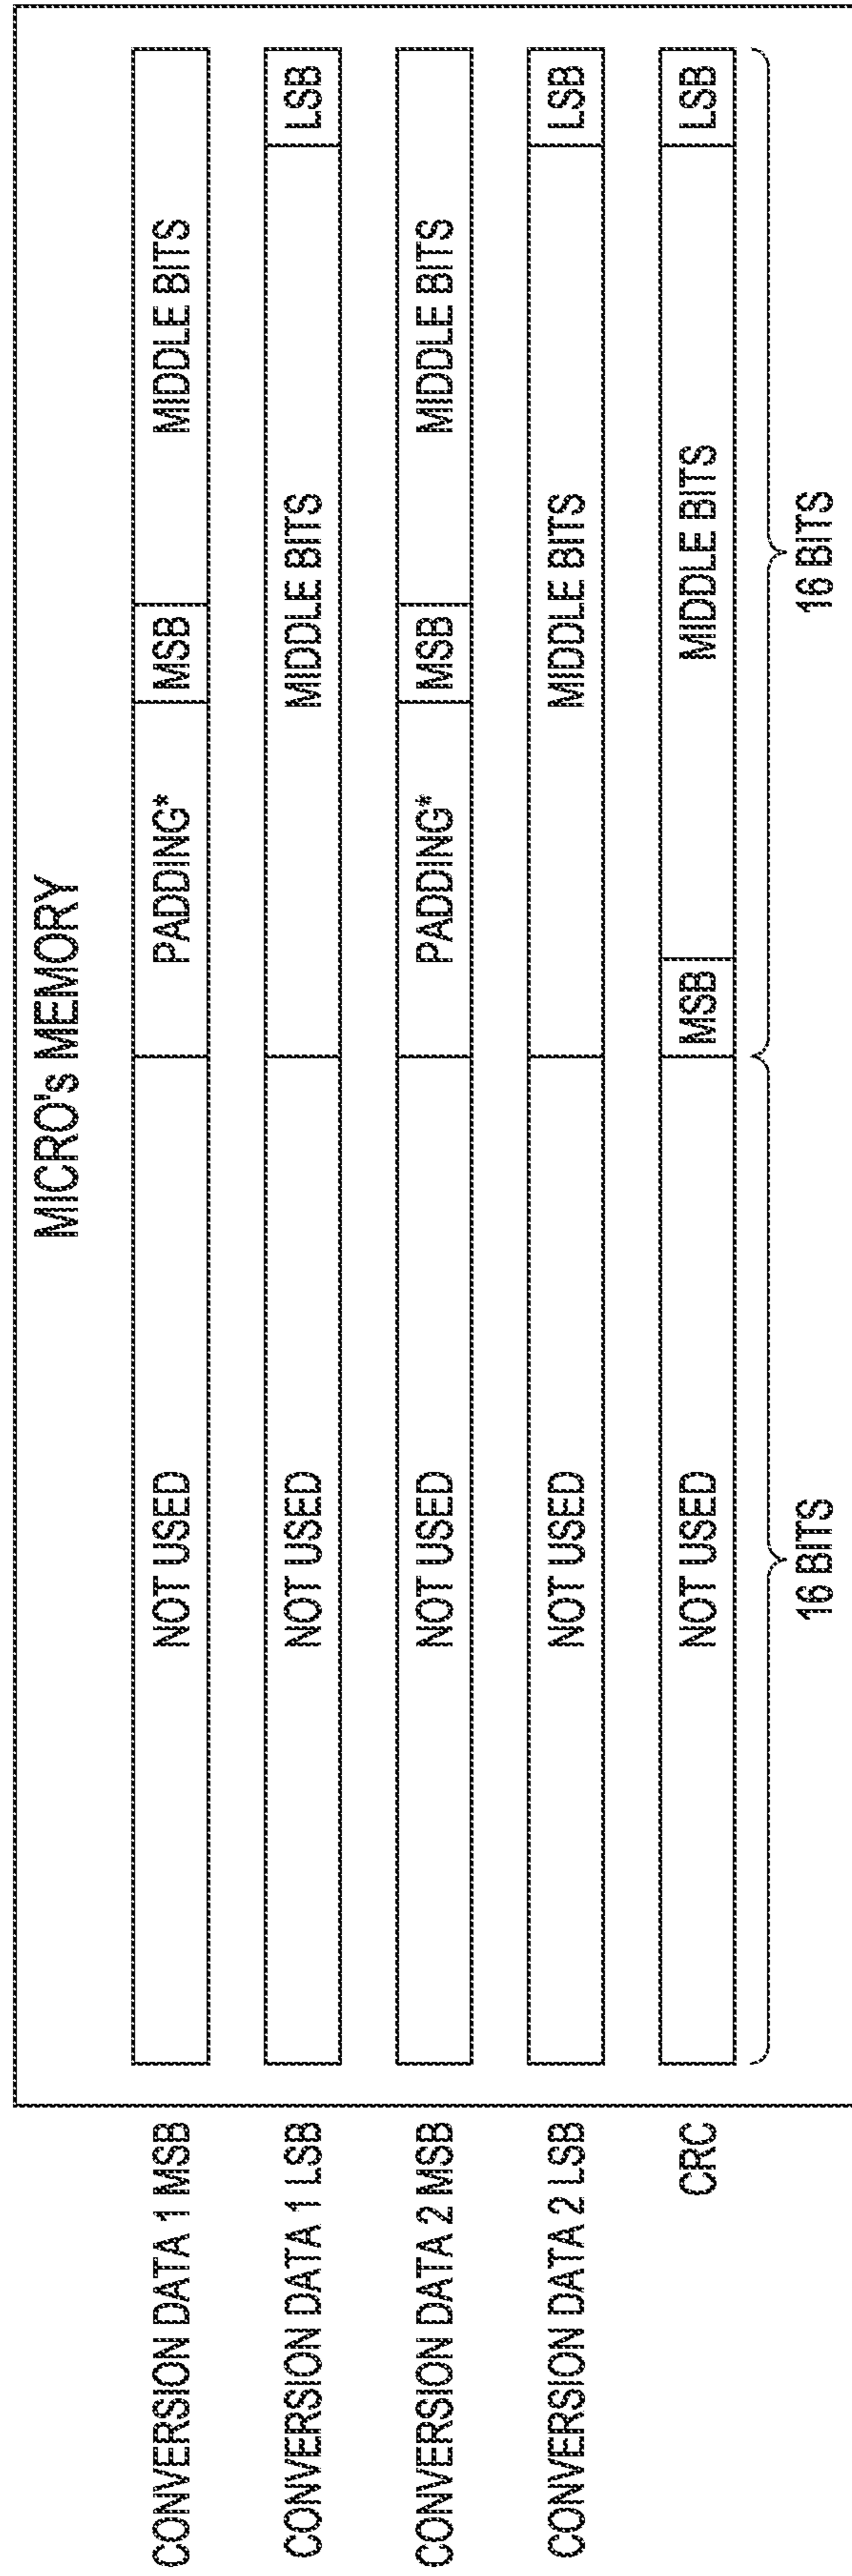 MICRO's MEMORY
CONVERSION DATA 1 MSB
NOT USED
PADDING*
MSB
MIDDLE BITS
CONVERSION DATA 1 LSB
NOT USED
MIDDLE BITS
LSB
CONVERSION DATA 2 MSB
NOT USED
PADDING*
MSB
MIDDLE BITS
CONVERSION DATA 2 LSB
NOT USED
MIDDLE BITS
LSB
CRC
NOT USED
MSB
MIDDLE BITS
LSB
16 BITS
16 BITS